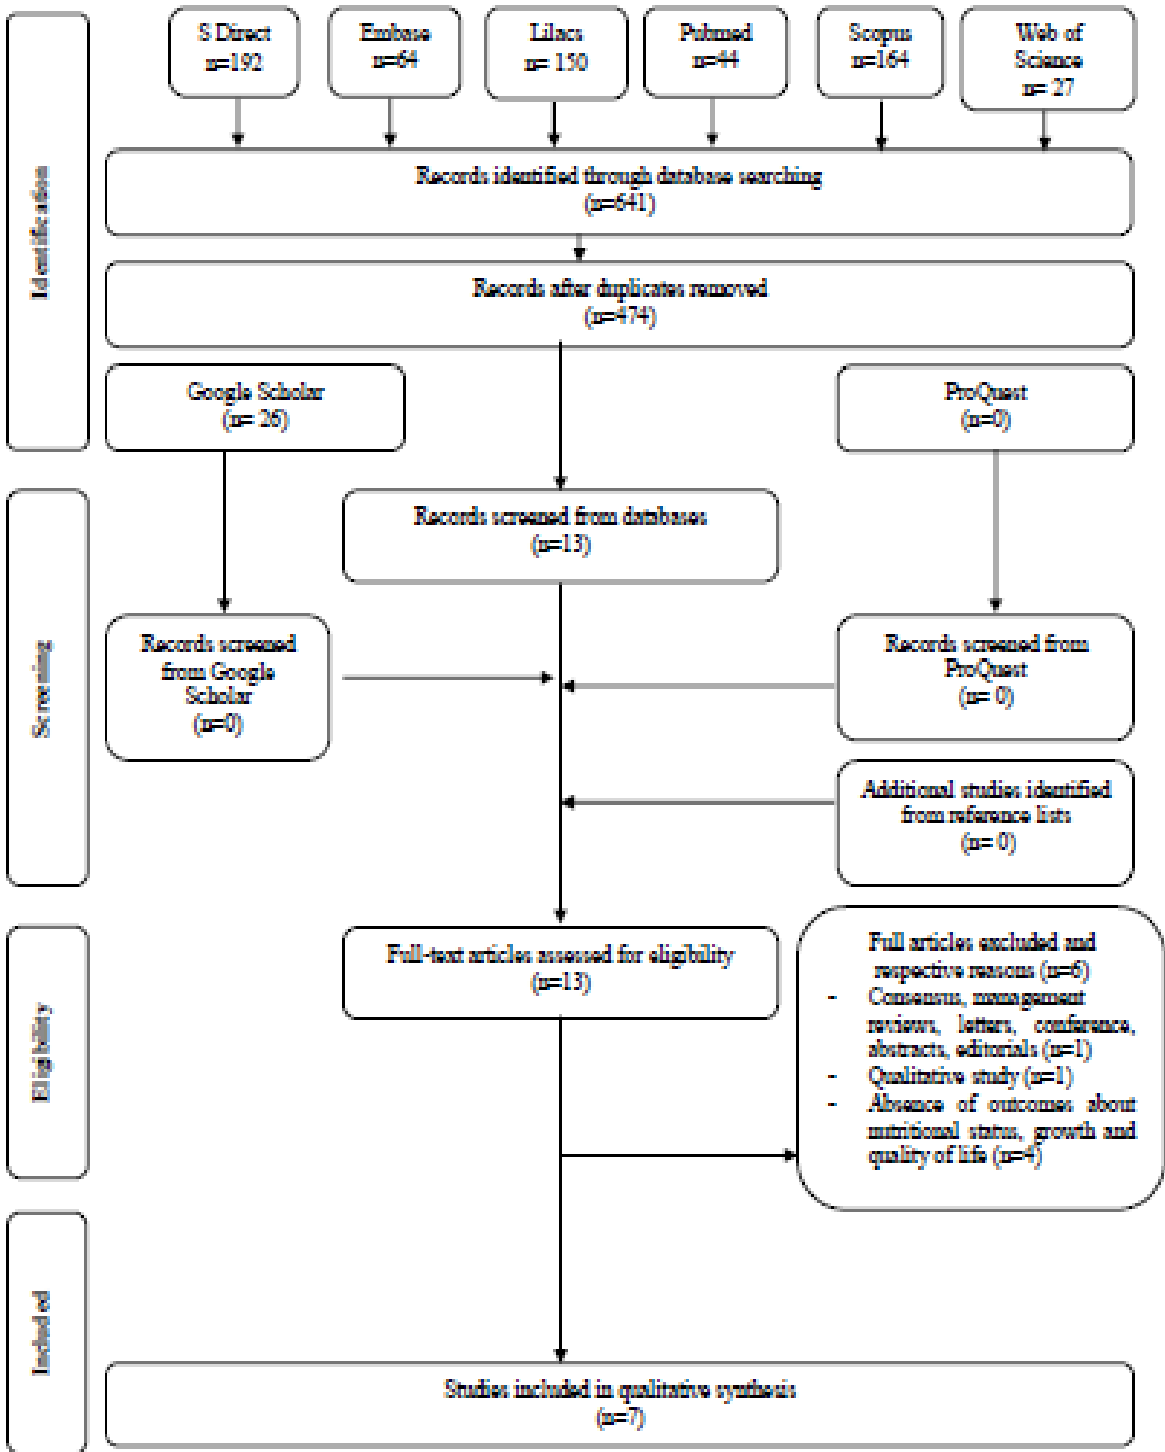 S Direct
n=192
Embase
n=64
Lilacs
n= 150
Pubmed
n=44
Scopus
n=164
Web of
Science
n= 27
Records identified through database searching
(n=641)
Records after duplicates removed
(n=474)
Google Scholar
(n= 26)
ProQuest
(n=0)
Identification
Records screened from databases
(n=13)
Records screened
from Google
Scholar
(n=0)
Records screened from
ProQuest
(n= 0)
Additional studies identified
from reference lists
(n= 0)
Screening
Full-text articles assessed for eligibility
(n=13)
Full articles excluded and
respective reasons (n=6)
- Consensus, management
reviews, letters, conference,
abstracts, editorials (n=1)
- Qualitative study (n=1)
- Absence of outcomes about
nutritional status, growth and
quality of life (n=4)
Eligibility
Included
Studies included in qualitative synthesis
(n=7)